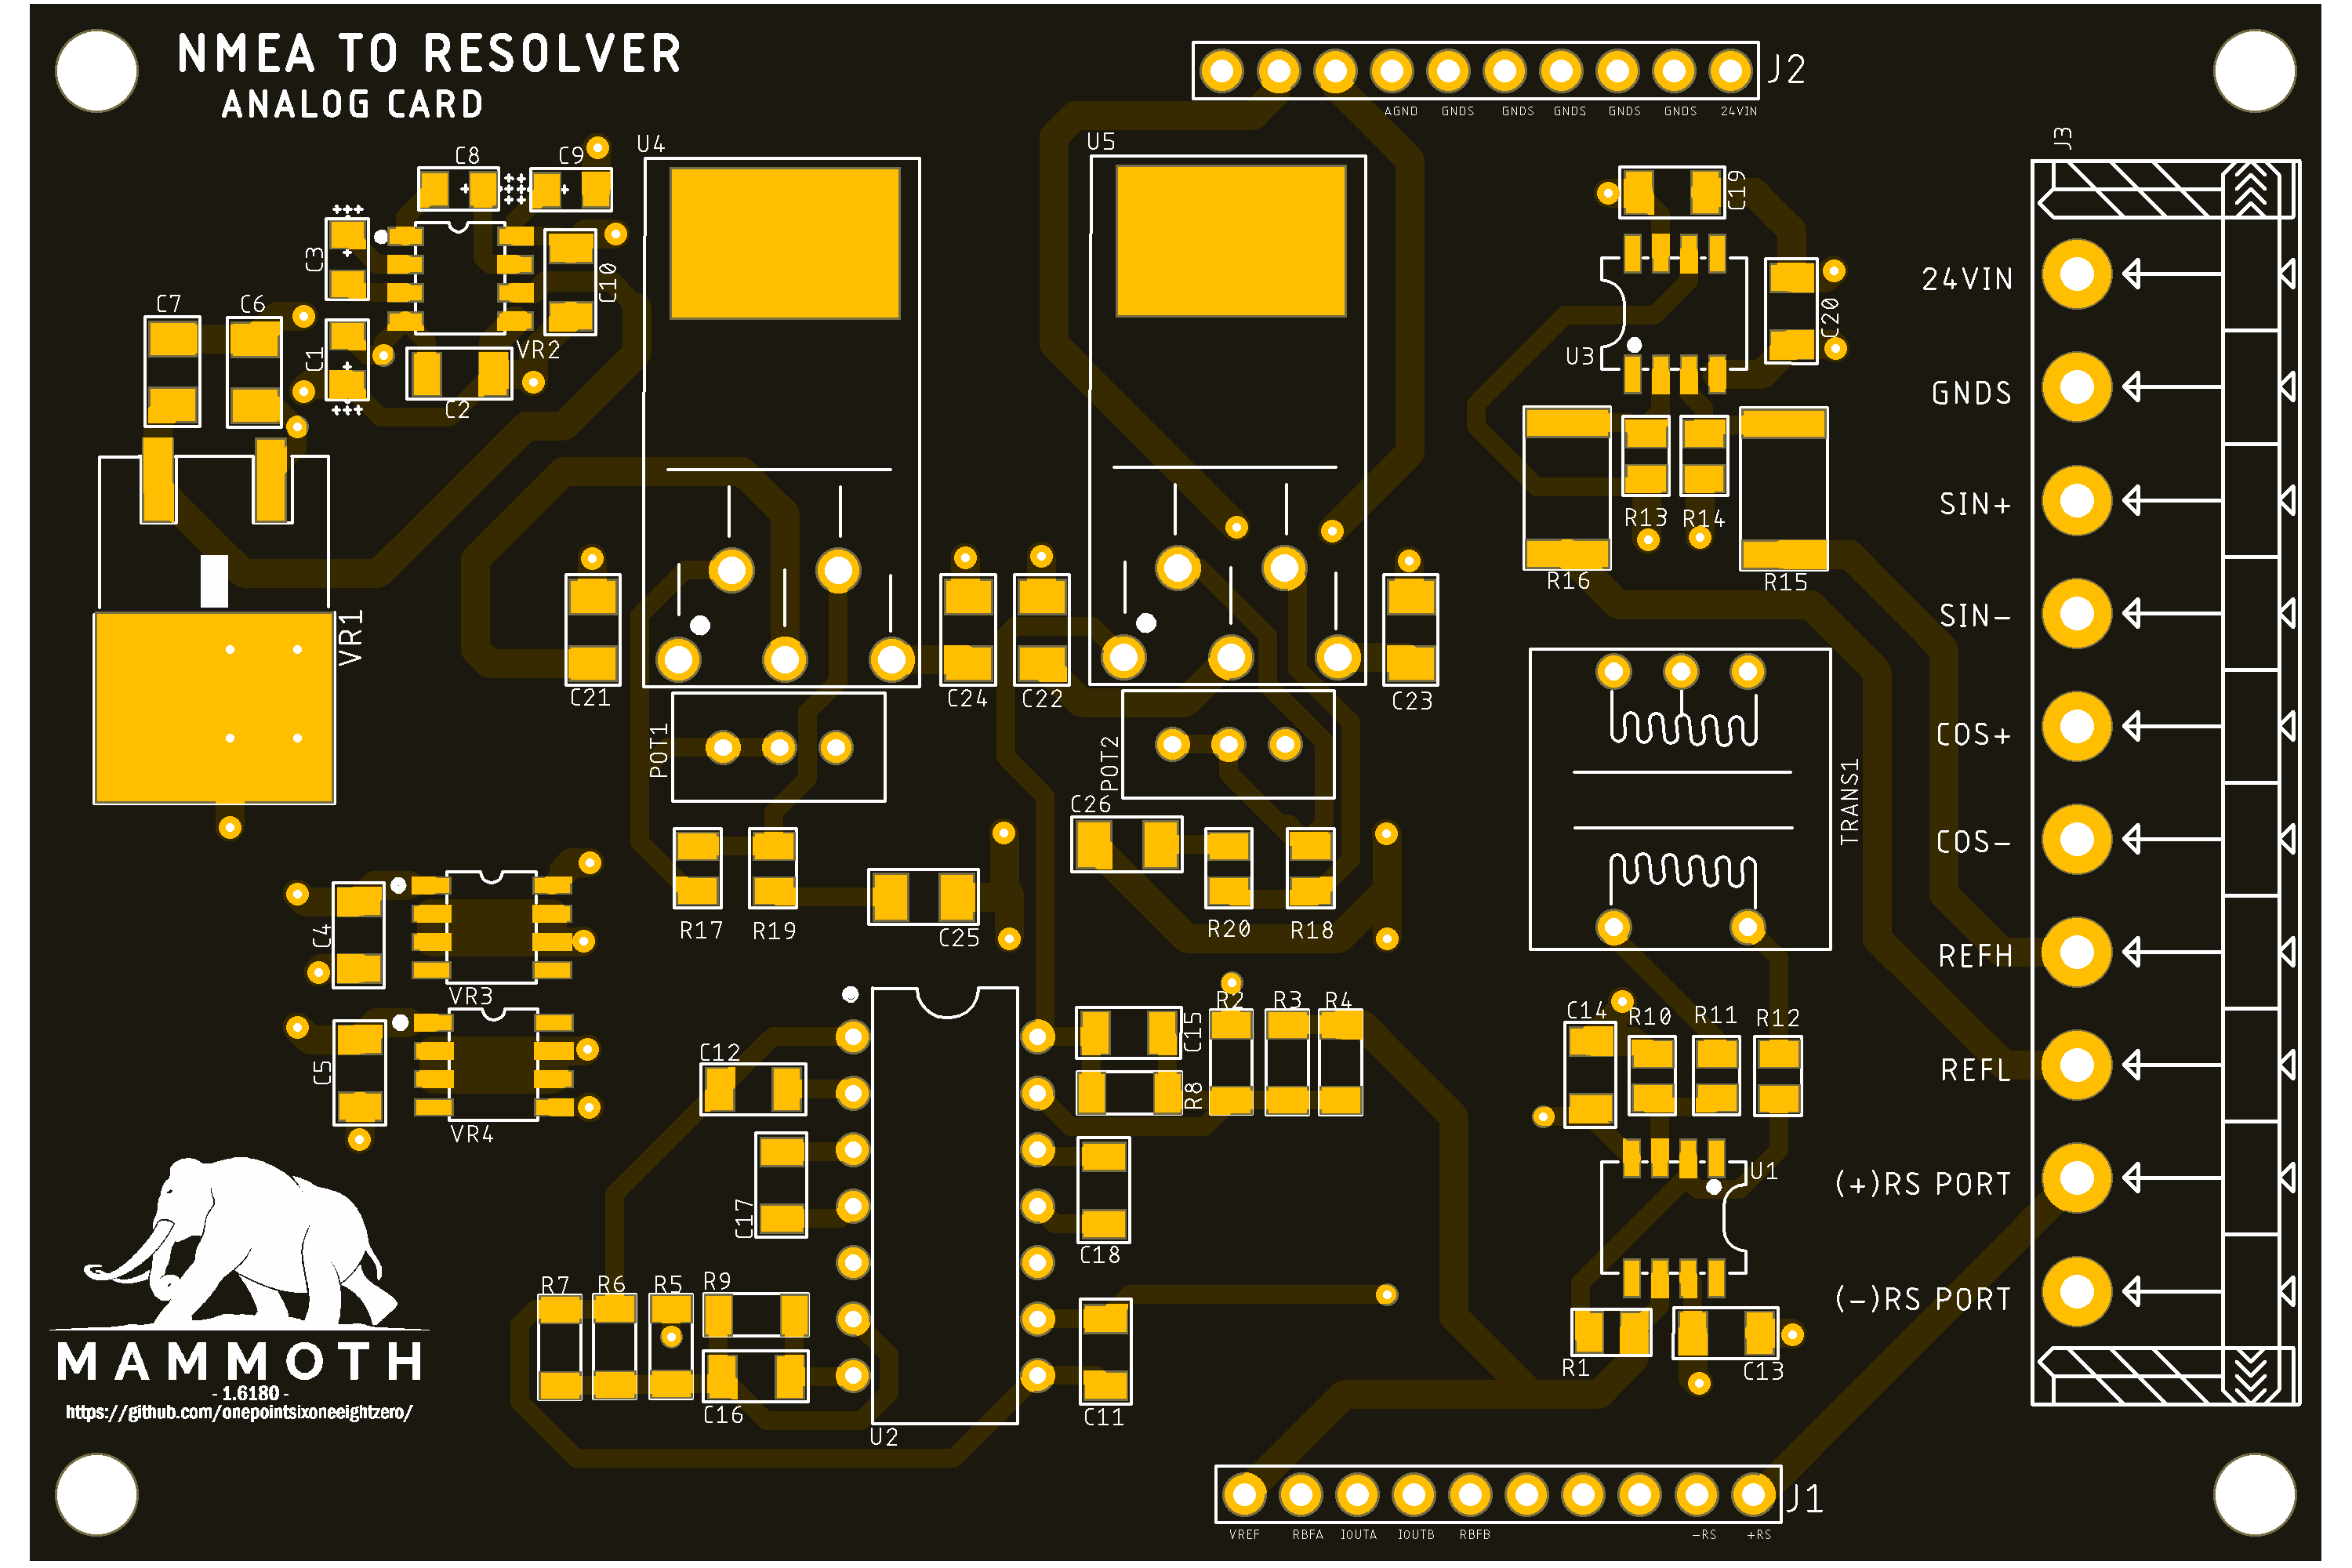 NMEA TO RESOLVER
ANALOG CARD
J2
AGND GNDS GNDS GNDS GNDS GNDS 24VIN
U4
U5
J3
C8
C9
C3
C10
C19
C7
C6
C1
VR2
C2
U3
C20
24VIN
GNDS
SIN+
SIN-
COS+
COS-
REFH
REFL
(+)RS PORT
(-)RS PORT
R13
R14
R16
R15
VR1
C21
C24
C22
C23
POT1
POT2
TRANS1
C26
R17
R19
C25
R20
R18
C4
VR3
C5
VR4
C12
C15
R2
R3
R4
R8
C14
R10
R11
R12
C17
C18
U1
R7
R6
R5
R9
C16
U2
C11
R1
C13
MAMMOTH
- 1.6180 -
https://github.com/onepointsixoneeightzero/
J1
VREF RBFA IOUTA IOUTB RBFB -RS +RS